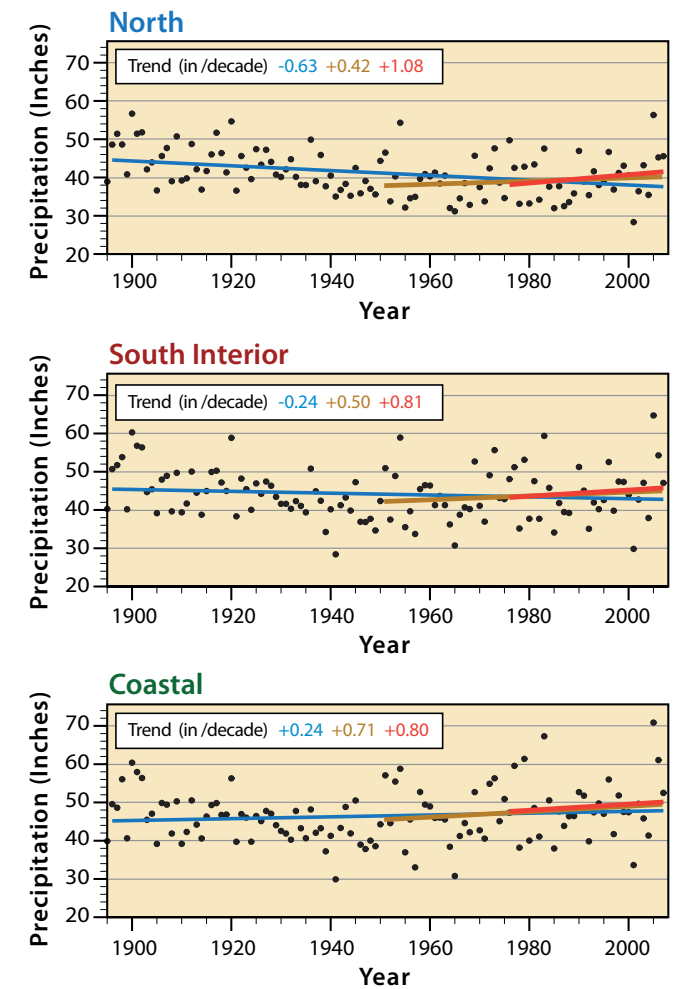 North
Precipitation (Inches)
70
60
50
40
30
20
Trend (in /decade) -0.63 +0.42 +1.08
1900 1920 1940 1960 1980 2000
Year
South Interior
Precipitation (Inches)
70
60
50
40
30
20
Trend (in /decade) -0.24 +0.50 +0.81
1900 1920 1940 1960 1980 2000
Year
Coastal
Precipitation (Inches)
70
60
50
40
30
20
Trend (in /decade) +0.24 +0.71 +0.80
1900 1920 1940 1960 1980 2000
Year